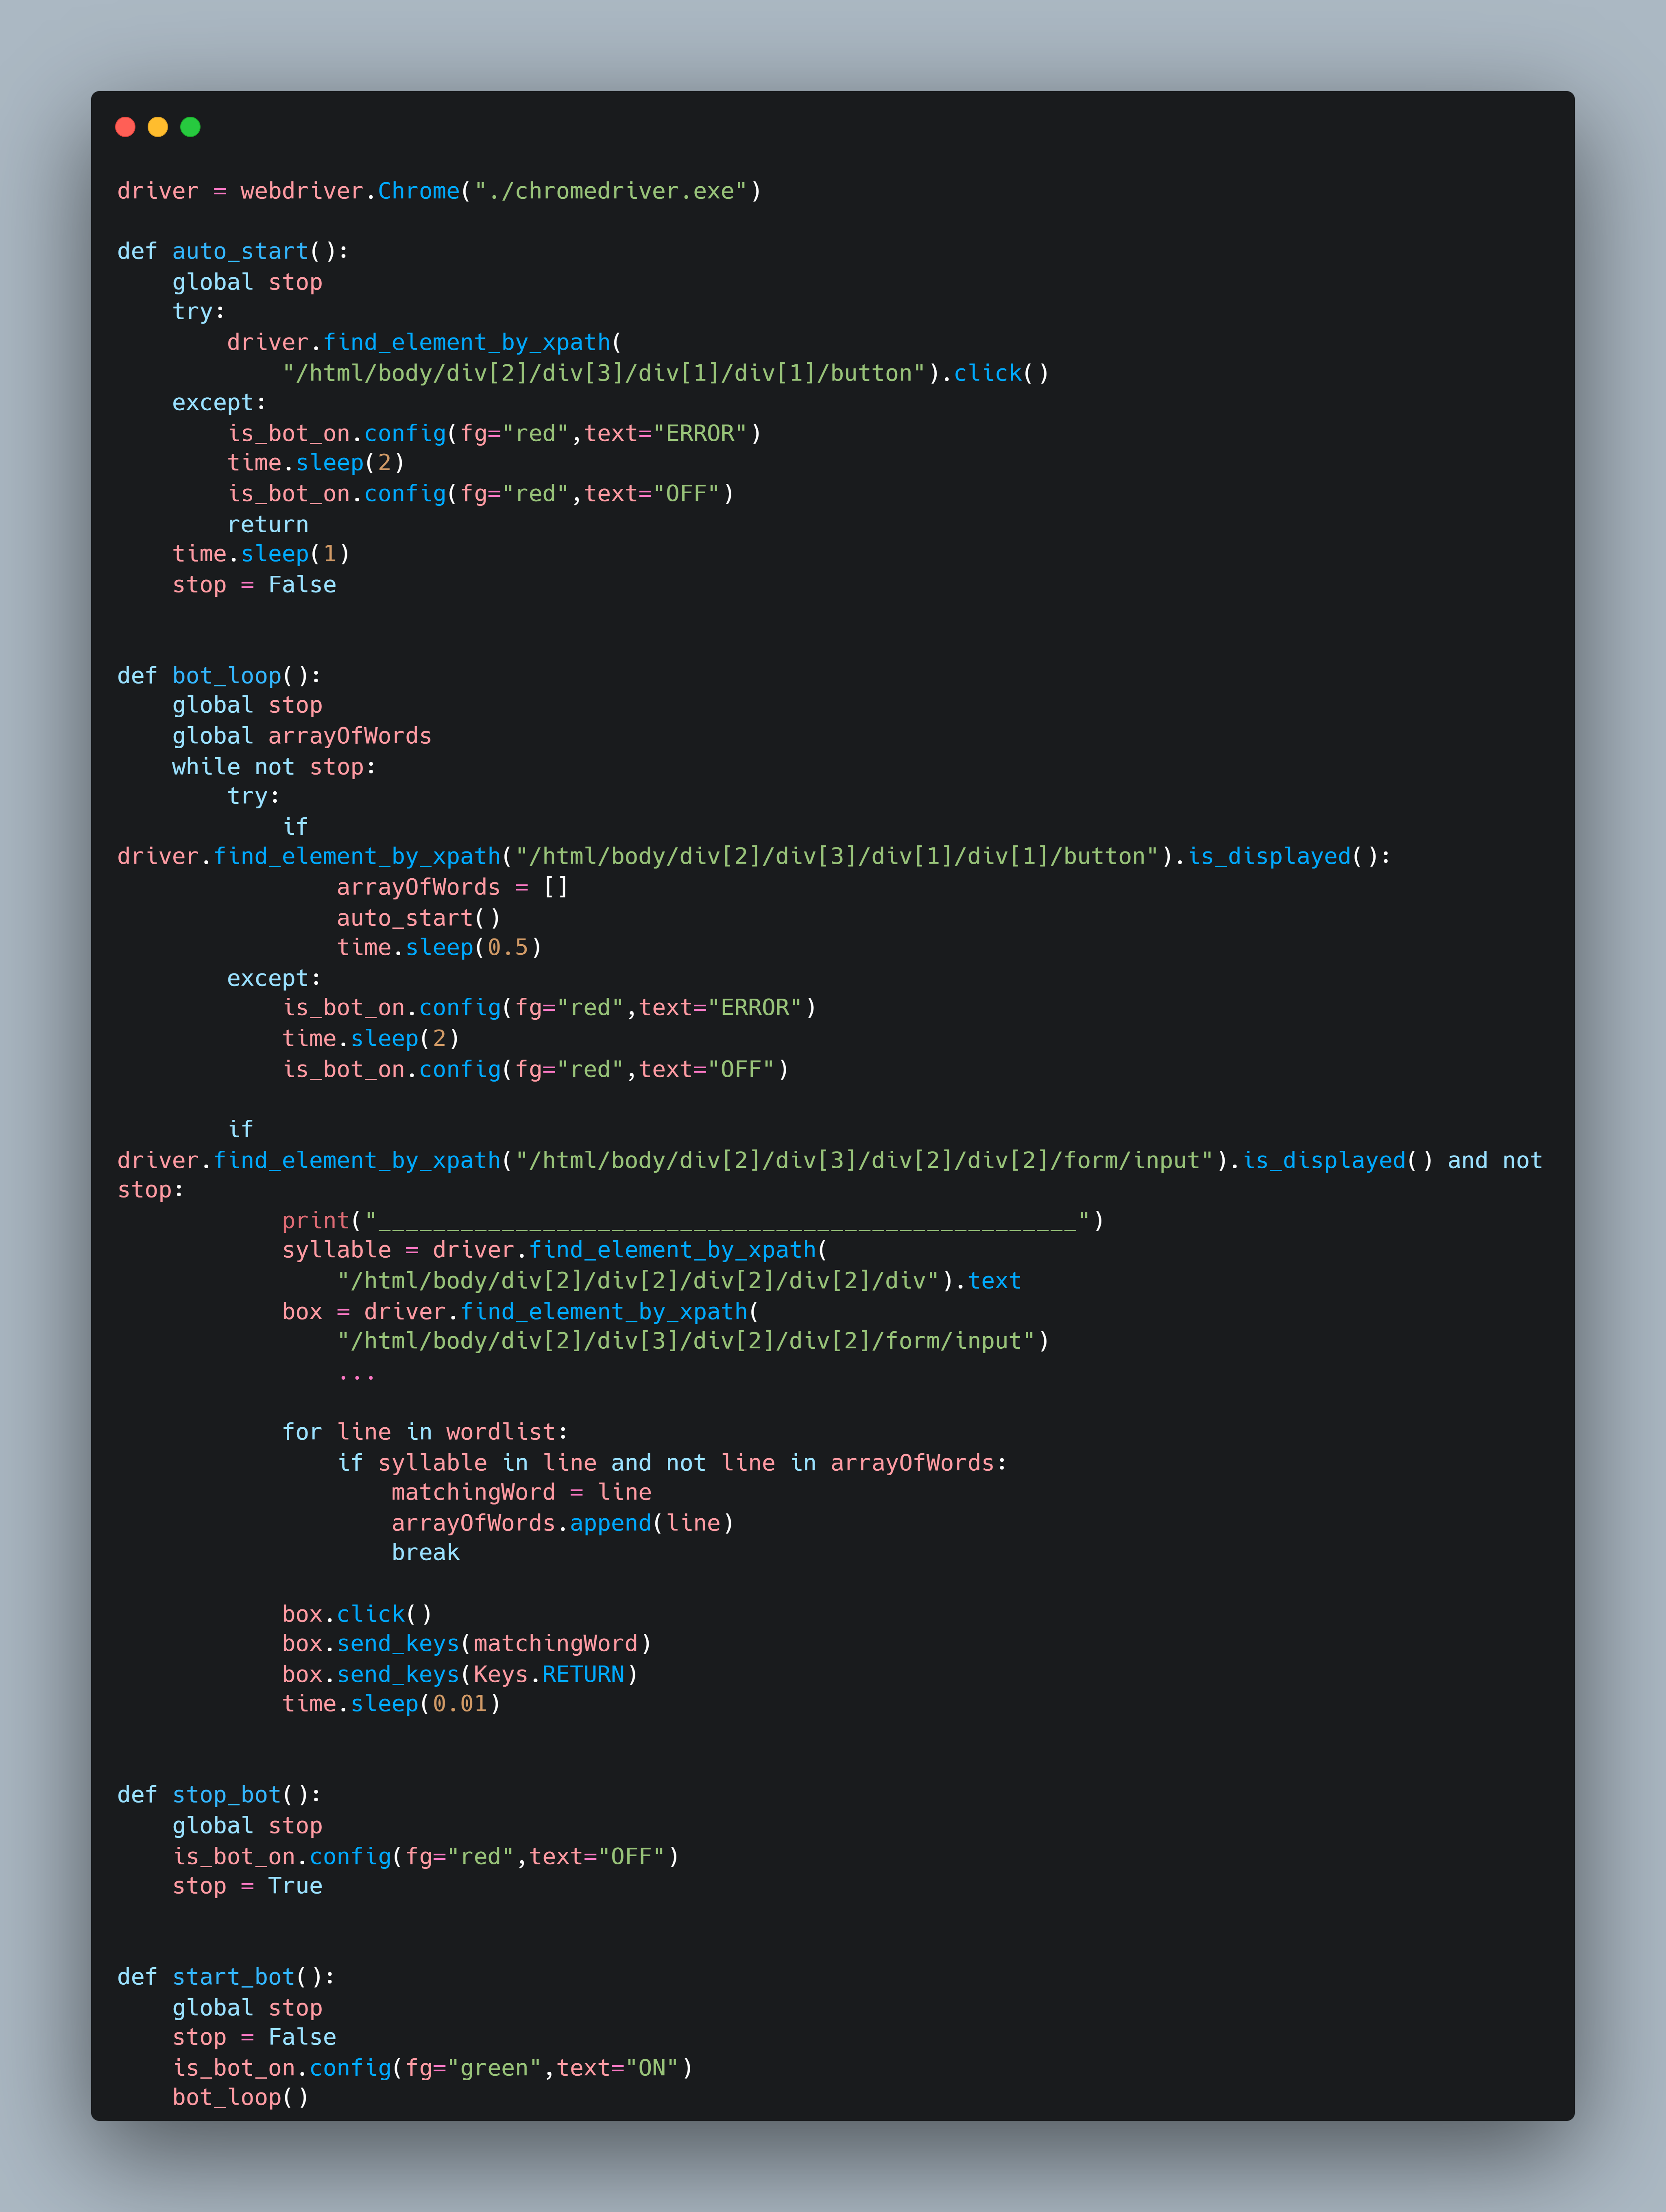 driver = webdriver.Chrome("./chromedriver.exe")

def auto_start():
    global stop
    try:
        driver.find_element_by_xpath(
            "/html/body/div[2]/div[3]/div[1]/div[1]/button").click()
    except:
        is_bot_on.config(fg="red",text="ERROR")
        time.sleep(2)
        is_bot_on.config(fg="red",text="OFF")
        return
    time.sleep(1)
    stop = False


def bot_loop():
    global stop
    global arrayOfWords
    while not stop:
        try:
            if
driver.find_element_by_xpath("/html/body/div[2]/div[3]/div[1]/div[1]/button").is_displayed():
                arrayOfWords = []
                auto_start()
                time.sleep(0.5)
        except:
            is_bot_on.config(fg="red",text="ERROR")
            time.sleep(2)
            is_bot_on.config(fg="red",text="OFF")

        if
driver.find_element_by_xpath("/html/body/div[2]/div[3]/div[2]/div[2]/form/input").is_displayed() and not
stop:
            print("___________________________________________________")
            syllable = driver.find_element_by_xpath(
                "/html/body/div[2]/div[2]/div[2]/div[2]/div").text
            box = driver.find_element_by_xpath(
                "/html/body/div[2]/div[3]/div[2]/div[2]/form/input")
                ...

            for line in wordlist:
                if syllable in line and not line in arrayOfWords:
                    matchingWord = line
                    arrayOfWords.append(line)
                    break

            box.click()
            box.send_keys(matchingWord)
            box.send_keys(Keys.RETURN)
            time.sleep(0.01)


def stop_bot():
    global stop
    is_bot_on.config(fg="red",text="OFF")
    stop = True


def start_bot():
    global stop
    stop = False
    is_bot_on.config(fg="green",text="ON")
    bot_loop()